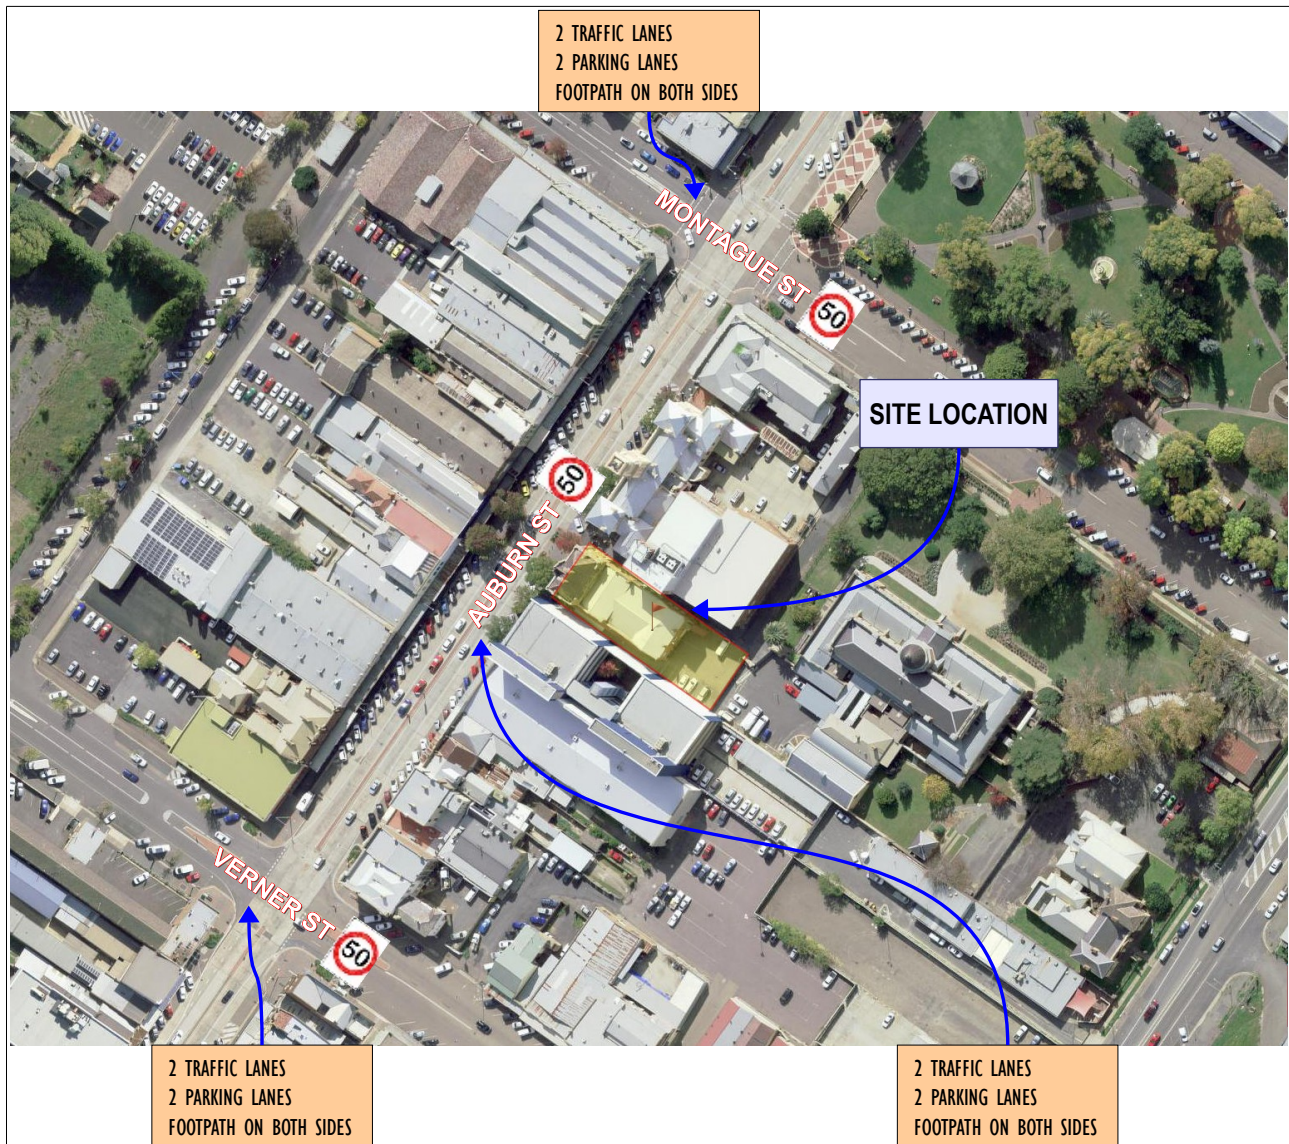 2 TRAFFIC LANES
2 PARKING LANES
FOOTPATH ON BOTH SIDES
MONTAGUE ST
50
SITE LOCATION
50
AUBURN ST
VERNER ST
50
2 TRAFFIC LANES
2 PARKING LANES
FOOTPATH ON BOTH SIDES
2 TRAFFIC LANES
2 PARKING LANES
FOOTPATH ON BOTH SIDES